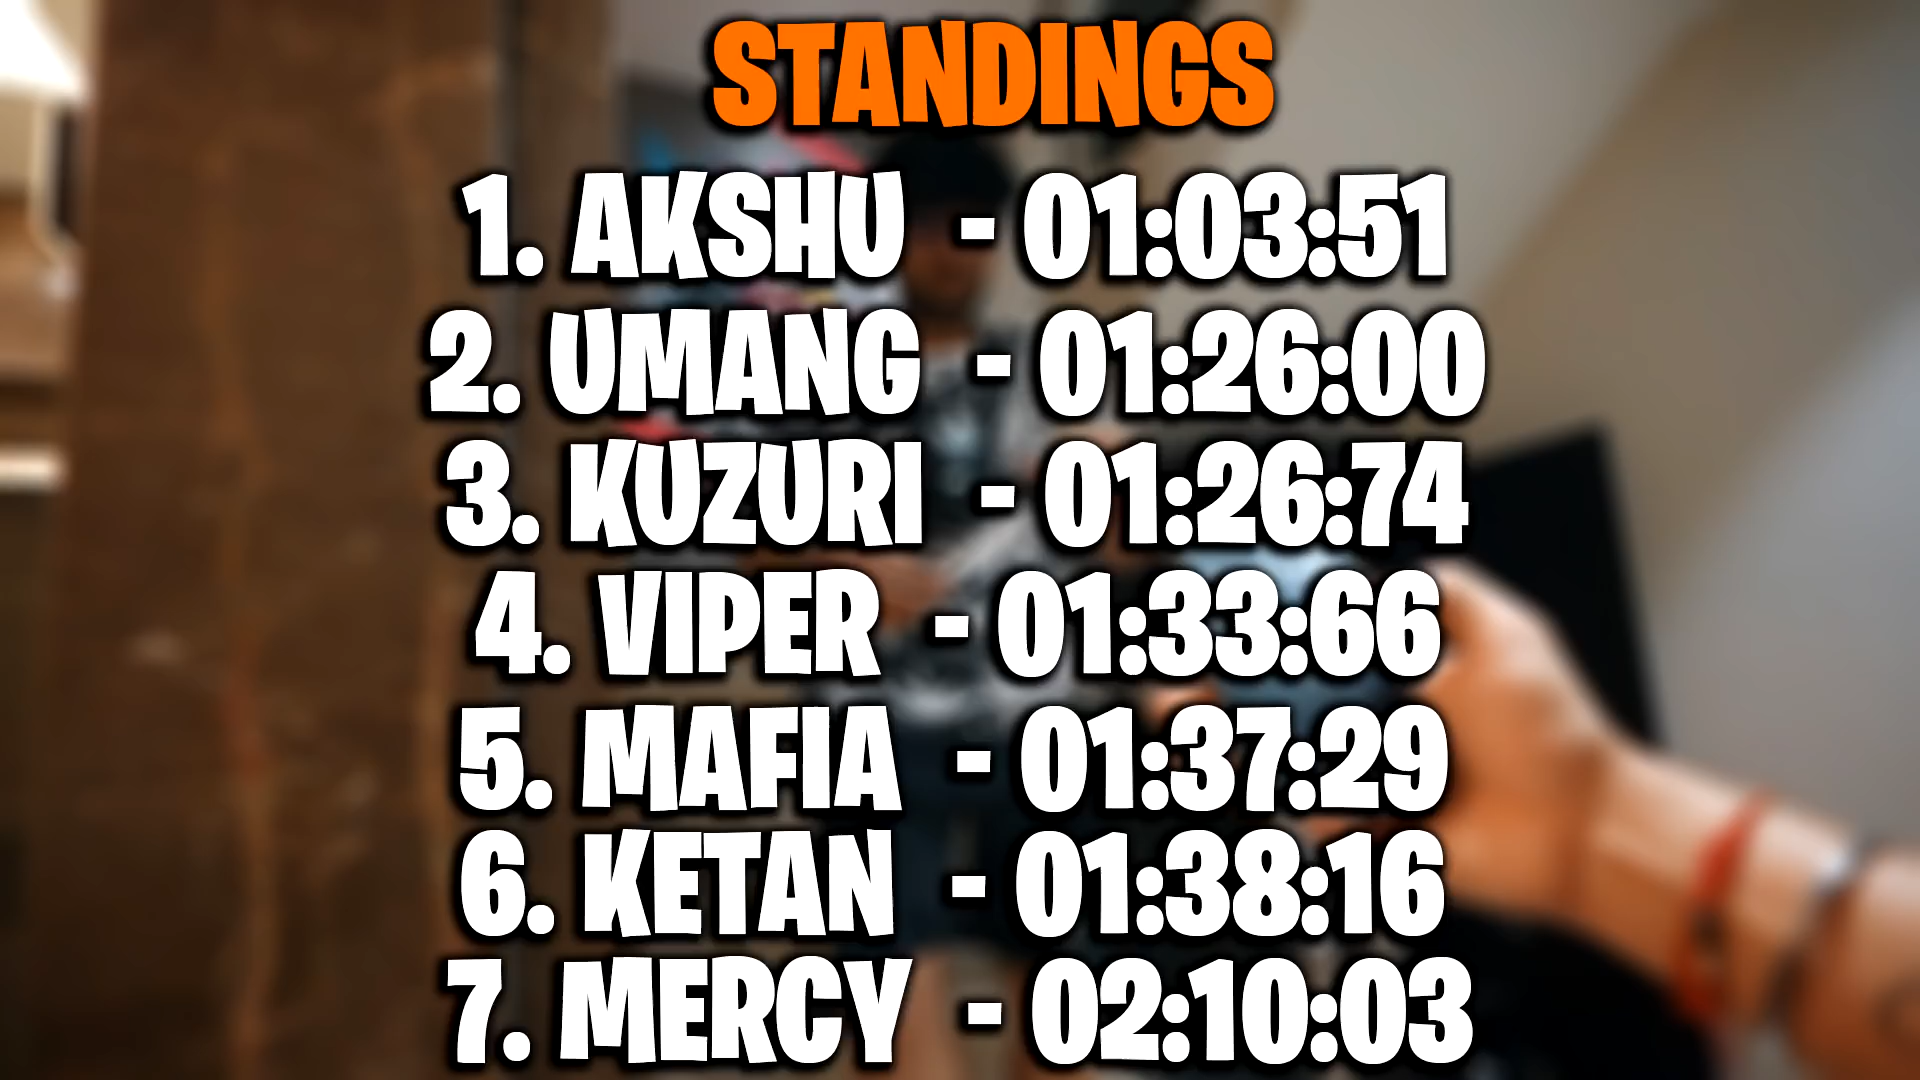 STANDINGS
1. AKSHU - 01:03:51
2. UMANG - 01:26:00
3. KUZURI - 01:26:74
4. VIPER - 01:33:66
5. MAFIA - 01:37:29
6. KETAN - 01:38:16
7. MERCY - 02:10:03